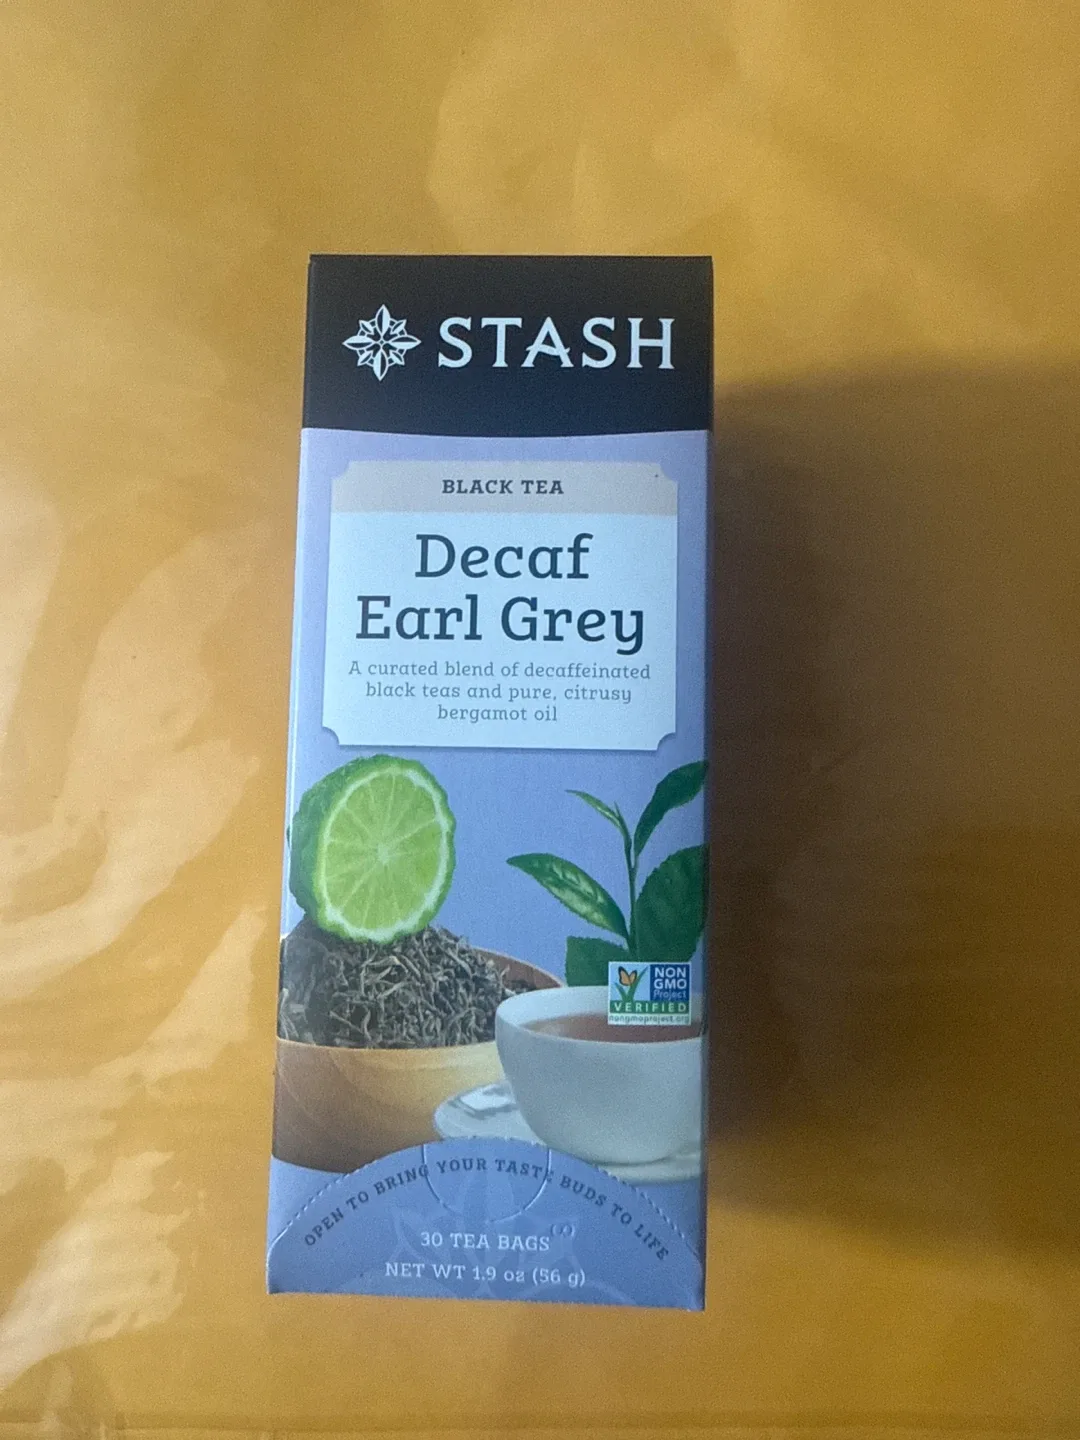 STASH
BLACK TEA
Decaf
Earl Grey
A curated blend of decaffeinated
black teas and pure, citrusy
bergamot oil
NON
GMO
Project
VERIFIED
nongmoproject.org
OPEN TO BRING YOUR TASTE BUDS TO LIFE
30 TEA BAGS
NET WT 1.9 oz (56 g)